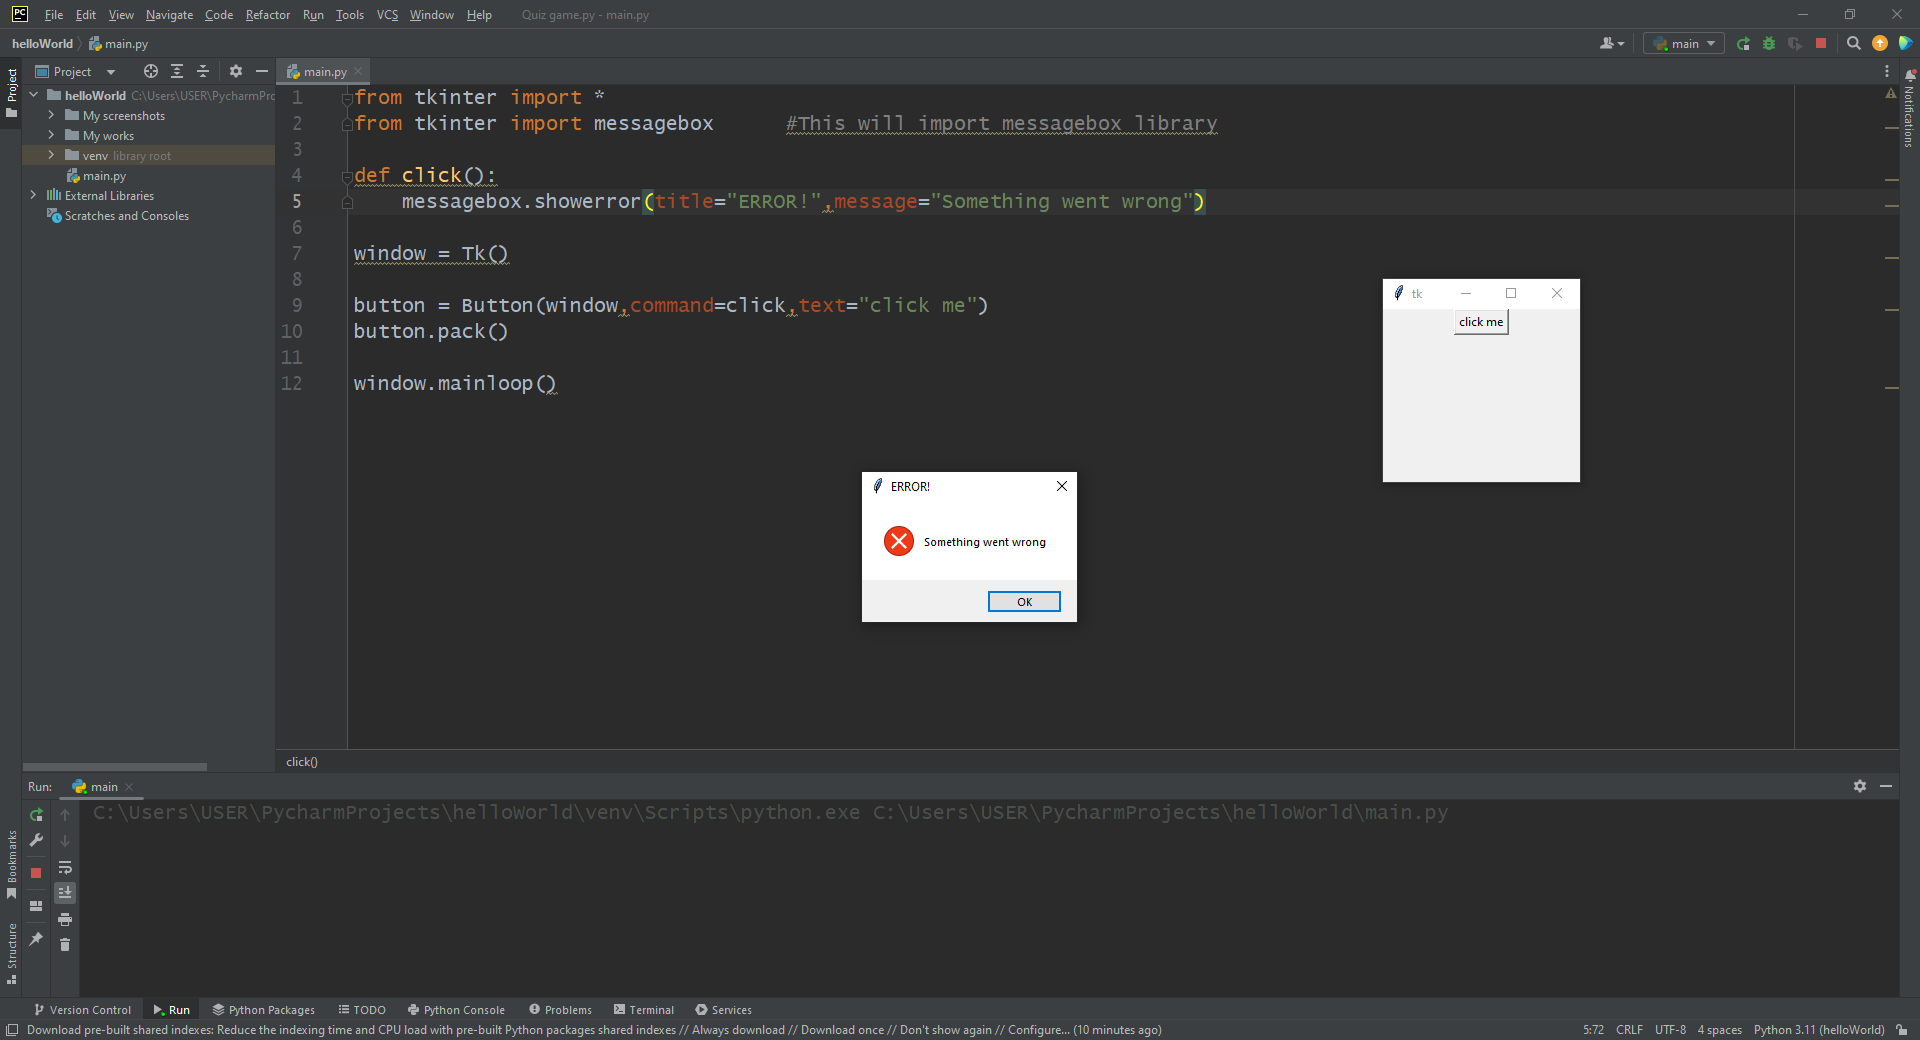 PC File Edit View Navigate Code Refactor Run Tools VCS Window Help Quiz game.py - main.py
helloWorld main.py main
Project
Project main.py
helloWorld C:\Users\USER\PycharmPro
My screenshots
My works
venv library root
main.py
External Libraries
Scratches and Consoles
1 from tkinter import *
2 from tkinter import messagebox #This will import messagebox library
3
4 def click():
5 messagebox.showerror(title="ERROR!",message="Something went wrong")
6
7 window = Tk()
8
9 button = Button(window,command=click,text="click me")
10 button.pack()
11
12 window.mainloop()
Notifications
tk
click me
ERROR!
Something went wrong
OK
click()
Run: main
C:\Users\USER\PycharmProjects\helloWorld\venv\Scripts\python.exe C:\Users\USER\PycharmProjects\helloWorld\main.py
Bookmarks
Structure
Version Control Run Python Packages TODO Python Console Problems Terminal Services
Download pre-built shared indexes: Reduce the indexing time and CPU load with pre-built Python packages shared indexes // Always download // Download once // Don't show again // Configure... (10 minutes ago) 5:72 CRLF UTF-8 4 spaces Python 3.11 (helloWorld)